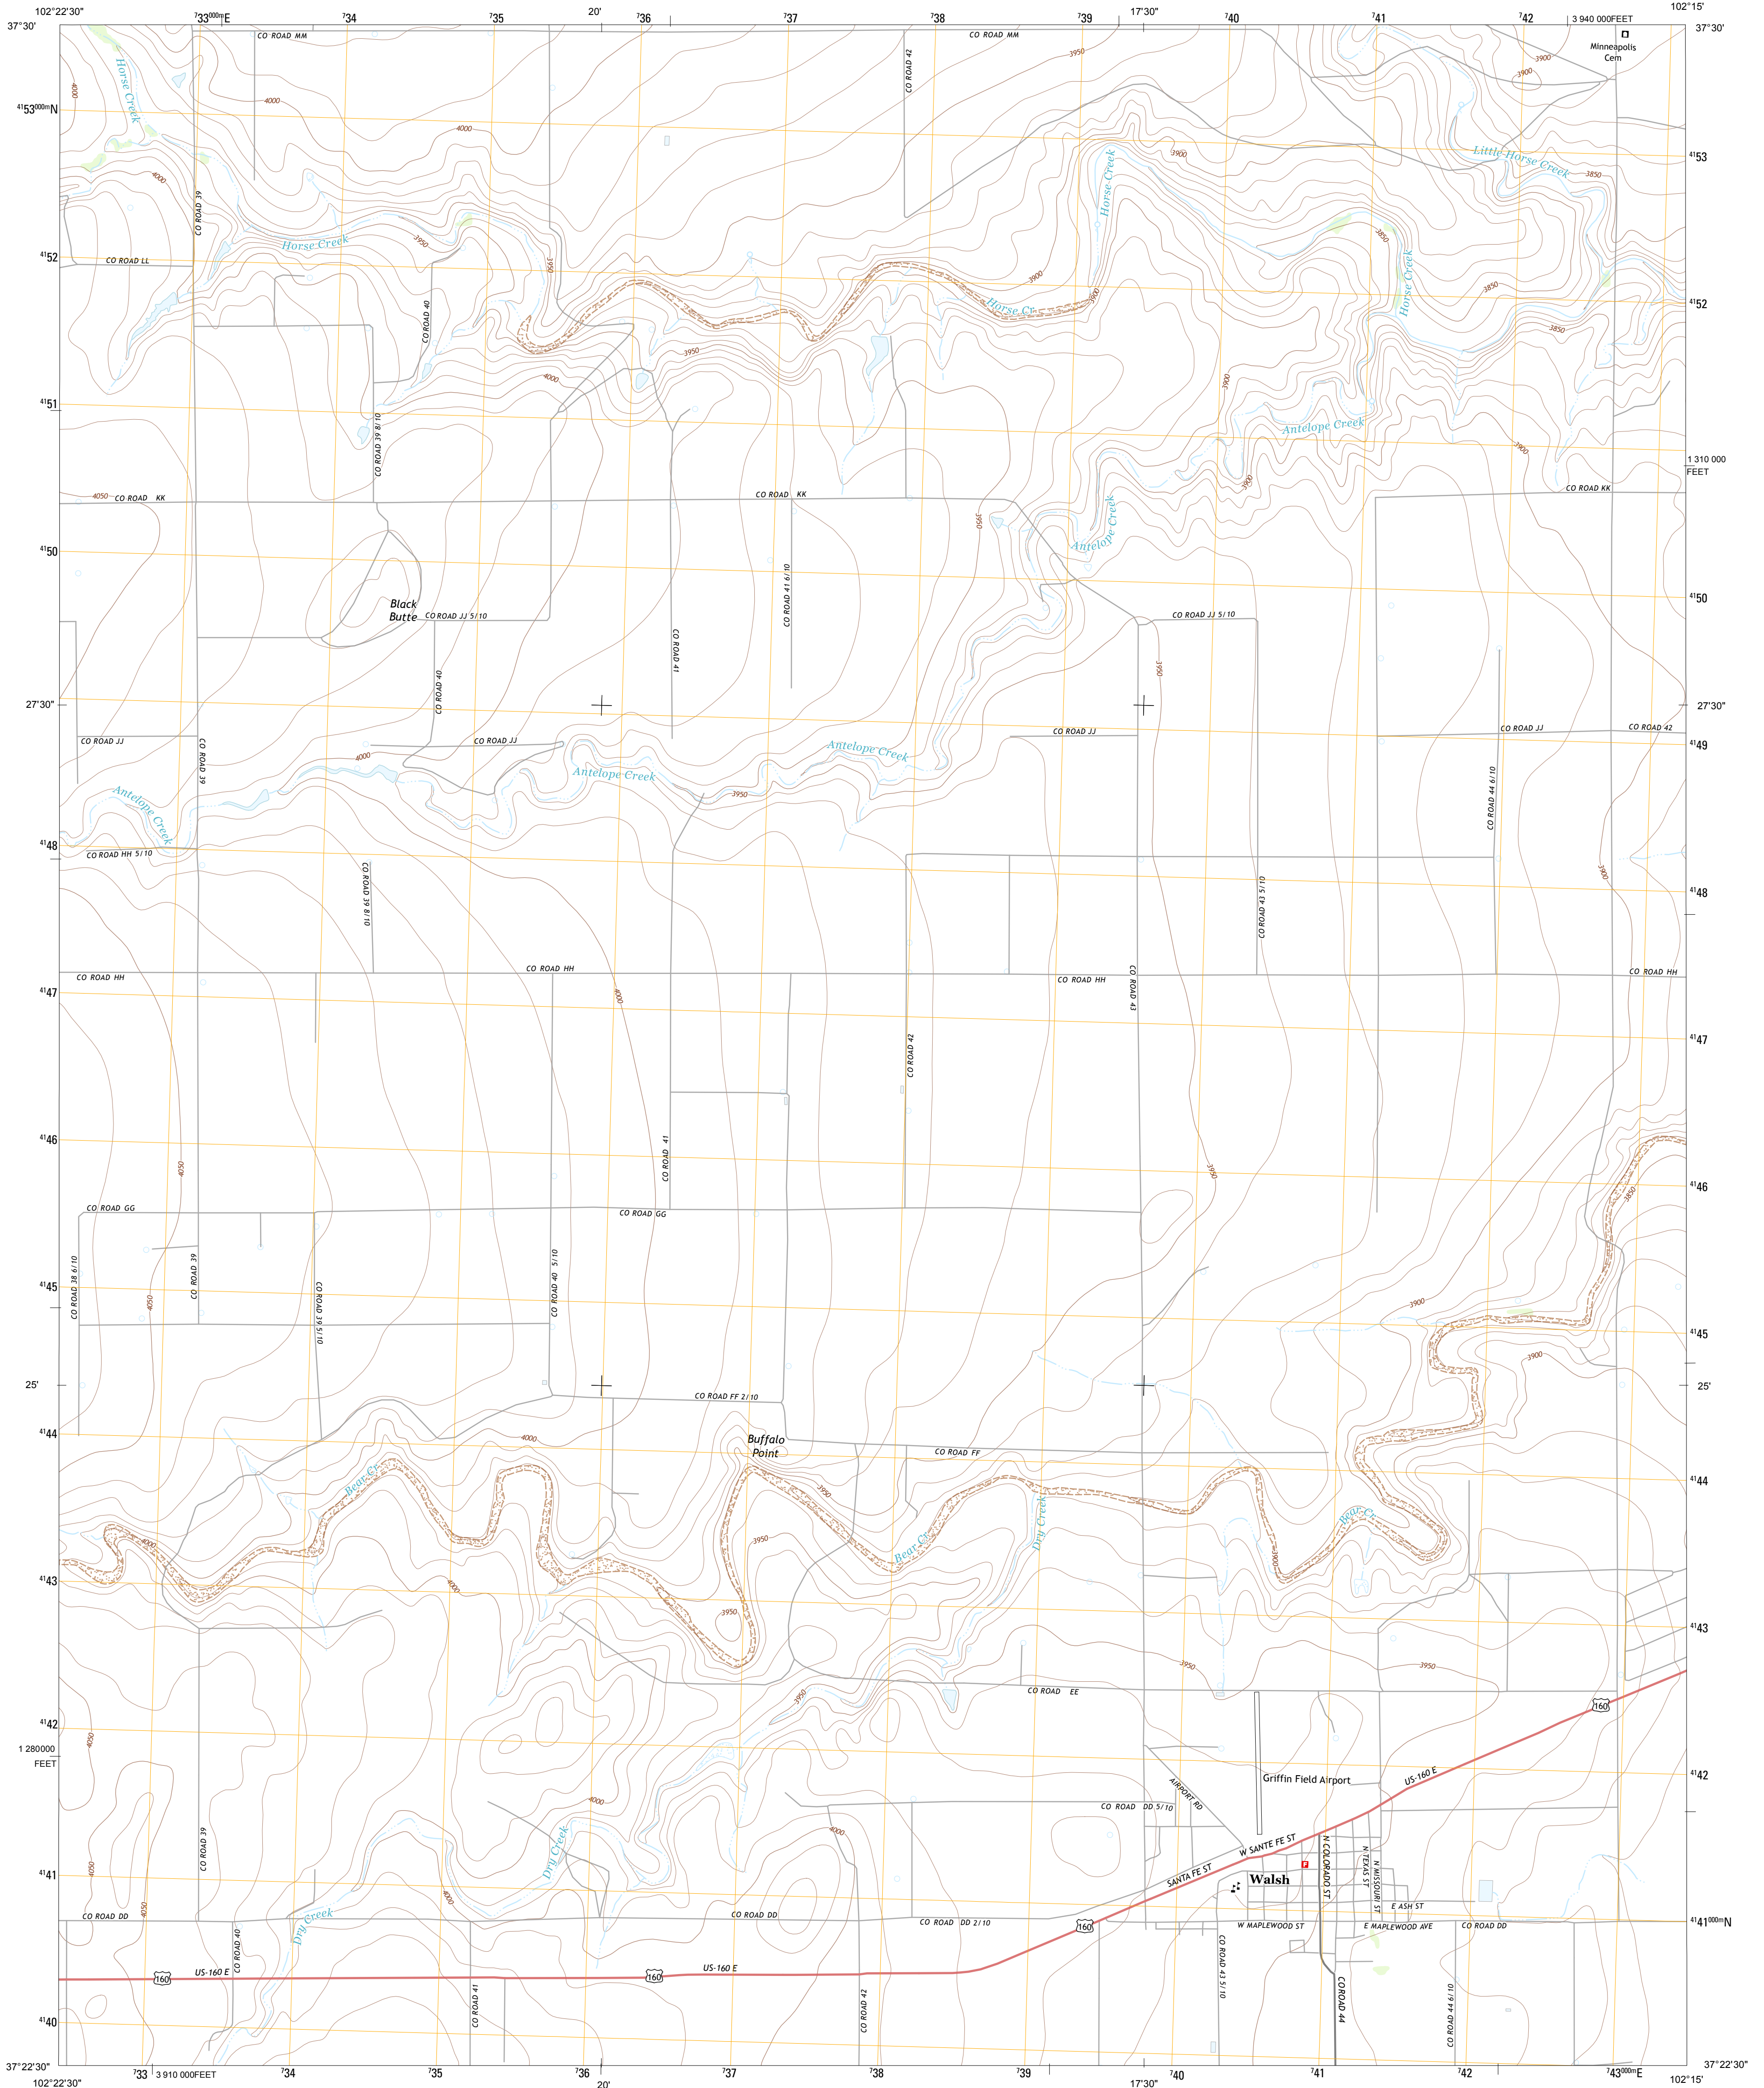 102°22'30" 733000mE 734 735 20' 736 737 738 739 17'30" 740 741 742 3 940 000FEET 102°15'
37°30' 37°30'
CO ROAD MM
CO ROAD MM
Minneapolis
Cem
CO ROAD 42
3950
3900
3900
4000
4000
4000
Horse Creek
4153000mN
4153
Little Horse Creek
3900
3850
4000
Horse Creek
CO ROAD 39
Horse Creek
3950
3850
4152
CO ROAD LL
3950
Horse Creek
3900
3850
4152
Horse Cr
3900
3850
CO ROAD 40
3950
4000
3900
4151
CO ROAD 39 8/10
Antelope Creek
3900
1 310 000
FEET
3900
4050
CO ROAD KK
CO ROAD KK
CO ROAD KK
3950
Antelope Creek
4150
4150
Black
Butte
CO ROAD JJ 5/10
CO ROAD 41 6/10
CO ROAD JJ 5/10
CO ROAD 41
3950
CO ROAD 40
27'30"
27'30"
CO ROAD JJ
CO ROAD JJ
CO ROAD JJ
CO ROAD JJ
CO ROAD 42
4149
CO ROAD 39
4000
Antelope Creek
Antelope Creek
3950
Antelope Creek
CO ROAD 44 6/10
4148
CO ROAD HH 5/10
CO ROAD 39 8/10
3900
4148
CO ROAD 43 5/10
CO ROAD HH
CO ROAD HH
CO ROAD HH
CO ROAD HH
CO ROAD 43
4147
4000
4147
CO ROAD 42
4146
4050
CO ROAD 41
3950
4146
3850
CO ROAD GG
CO ROAD GG
CO ROAD 38 6/10
CO ROAD 39
CO ROAD 39 5/10
CO ROAD 40 5/10
4145
4050
3900
4145
3900
25'
25'
CO ROAD FF 2/10
4144
4000
Buffalo
Point
CO ROAD FF
4144
Bear Cr
3950
Dry Creek
Bear Cr
Bear Cr
4000
3950
3900
4143
4000
3950
4143
3950
3950
CO ROAD EE
3950
4142
4050
160
1 280000
FEET
4142
Griffin Field Airport
US-160 E
AIRPORT RD
4000
CO ROAD DD 5/10
4000
CO ROAD 39
4050
Dry Creek
W SANTE FE ST
N COLORADO ST
N TEXAS ST
N MISSOURI ST
F
SANTA FE ST
Walsh
4141
4000
4050
E ASH ST
CO ROAD DD
Dry Creek
CO ROAD DD
CO ROAD DD 2/10
160
W MAPLEWOOD ST
E MAPLEWOOD AVE
CO ROAD DD
4141000mN
CO ROAD 40
US-160 E
160
160
US-160 E
CO ROAD 41
CO ROAD 42
CO ROAD 43 5/10
CO ROAD 44
CO ROAD 44 6/10
4140
37°22'30" 37°22'30"
102°22'30" 733 3 910 000FEET 734 735 736 20' 737 738 739 17'30" 740 741 742 743000mE 102°15'